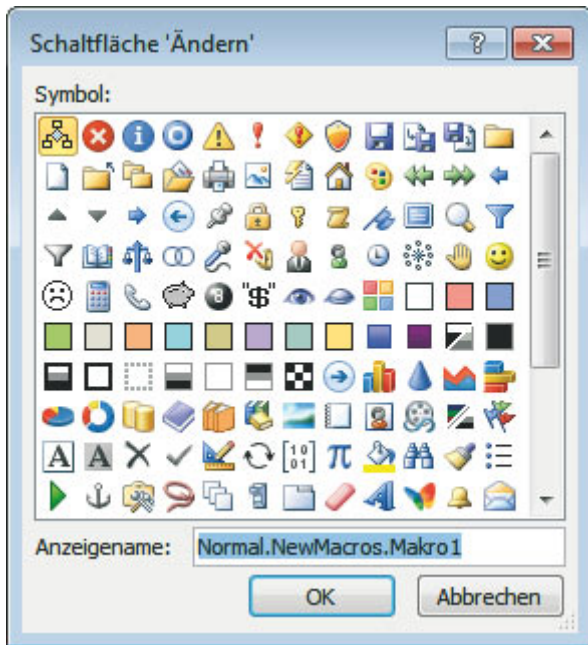 Schaltfläche 'Ändern'
Symbol:
"$"
A A
Anzeigename: Normal.NewMacros.Makro1
OK Abbrechen